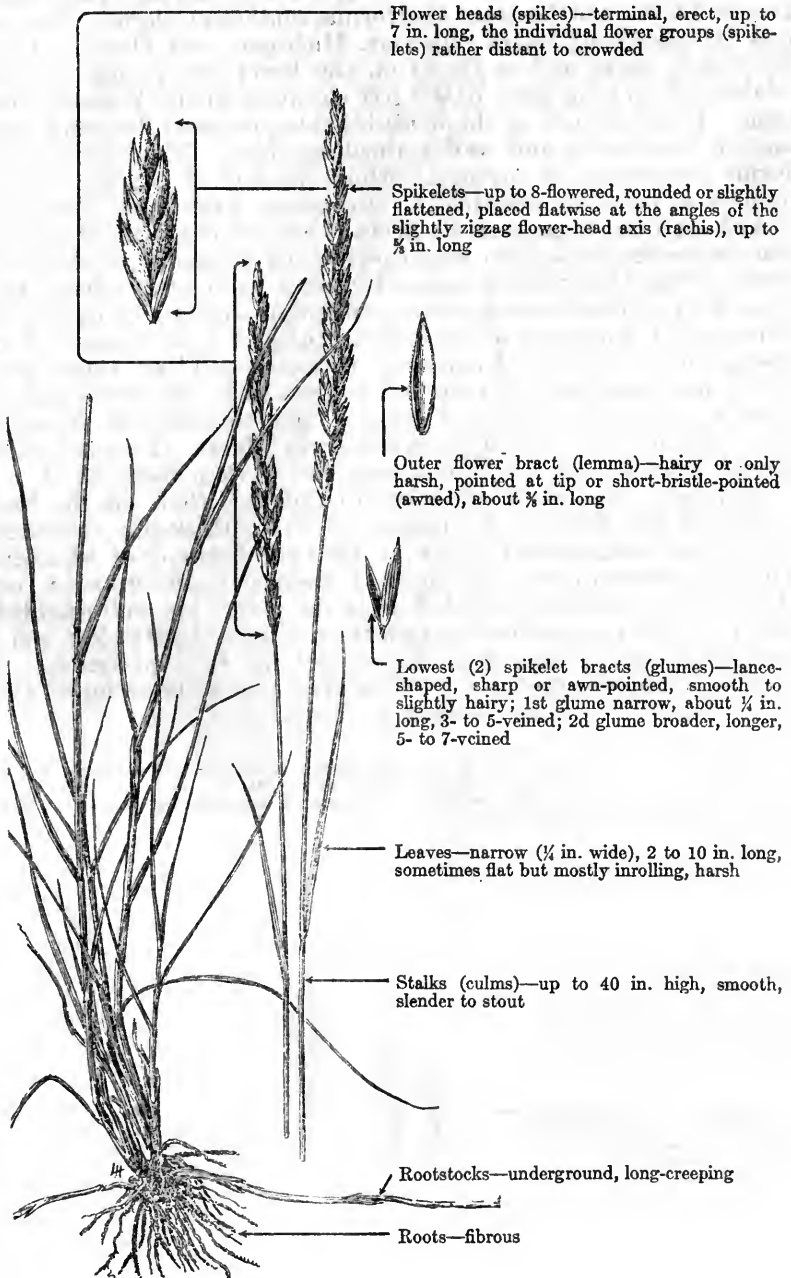 Flower heads (spikes)—terminal, erect, up to
7 in. long, the individual flower groups (spike-
lets) rather distant to crowded
Spikelets—up to 8-flowered, rounded or slightly
flattened, placed flatwise at the angles of the
slightly zigzag flower-head axis (rachis), up to
⅝ in. long
Outer flower bract (lemma)—hairy or only
harsh, pointed at tip or short-bristle-pointed
(awned), about ⅜ in. long
Lowest (2) spikelet bracts (glumes)—lance-
shaped, sharp or awn-pointed, smooth to
slightly hairy; 1st glume narrow, about ¼ in.
long, 3- to 5-veined; 2d glume broader, longer,
5- to 7-veined
Leaves—narrow (¼ in. wide), 2 to 10 in. long,
sometimes flat but mostly inrolling, harsh
Stalks (culms)—up to 40 in. high, smooth,
slender to stout
Rootstocks—underground, long-creeping
Roots—fibrous